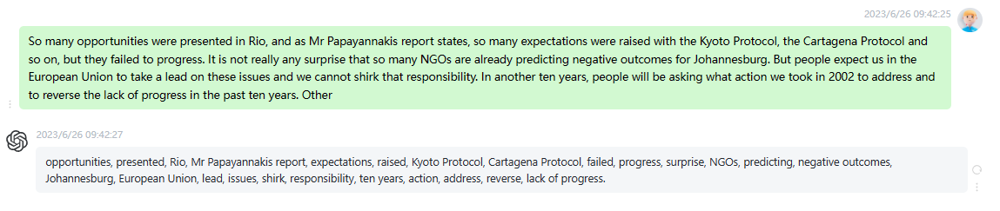 2023/6/26 09:42:25
So many opportunities were presented in Rio, and as Mr Papayannakis report states, so many expectations were raised with the Kyoto Protocol, the Cartagena Protocol and
so on, but they failed to progress. It is not really any surprise that so many NGOs are already predicting negative outcomes for Johannesburg. But people expect us in the
European Union to take a lead on these issues and we cannot shirk that responsibility. In another ten years, people will be asking what action we took in 2002 to address and
to reverse the lack of progress in the past ten years. Other
2023/6/26 09:42:27
opportunities, presented, Rio, Mr Papayannakis report, expectations, raised, Kyoto Protocol, Cartagena Protocol, failed, progress, surprise, NGOs, predicting, negative outcomes,
Johannesburg, European Union, lead, issues, shirk, responsibility, ten years, action, address, reverse, lack of progress.